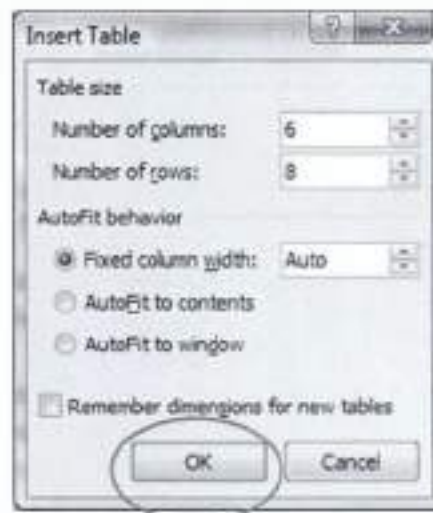 Insert Table
Table size
Number of columns: 6
Number of rows: 8
AutoFit behavior
Fixed column width: Auto
AutoFit to contents
AutoFit to window
Remember dimensions for new tables
OK Cancel